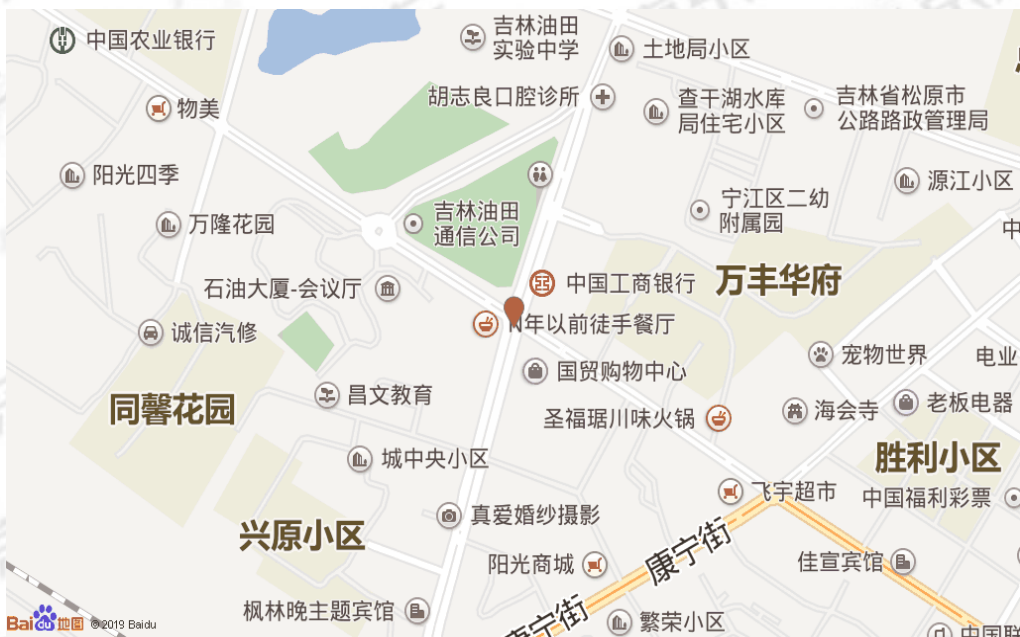 中国农业银行
吉林油田
实验中学
土地局小区
胡志良口腔诊所
查干湖水库
局住宅小区
吉林省松原市
公路路政管理局
物美
阳光四季
源江小区
万隆花园
吉林油田
通信公司
宁江区二幼
附属园
中
石油大厦-会议厅
中国工商银行
万丰华府
诚信汽修
N年以前徒手餐厅
宠物世界
电业
国贸购物中心
昌文教育
同馨花园
圣福琚川味火锅
海会寺
老板电器
城中央小区
胜利小区
飞宇超市
中国福利彩票
真爱婚纱摄影
兴原小区
康宁街
阳光商城
佳宣宾馆
枫林晚主题宾馆
康宁街
繁荣小区
中国联
Bai du 地图 © 2019 Baidu